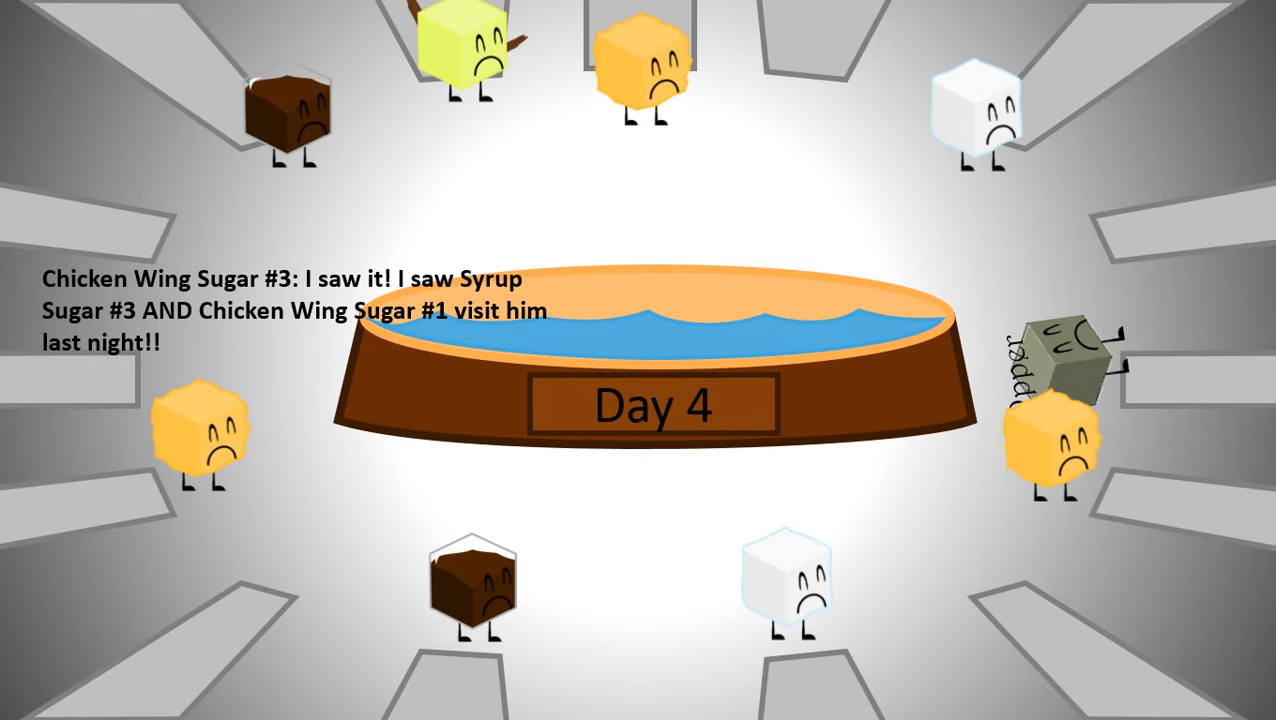 Chicken Wing Sugar #3: I saw it! I saw Syrup
Sugar #3 AND Chicken Wing Sugar #1 visit him
last night!!
Day 4